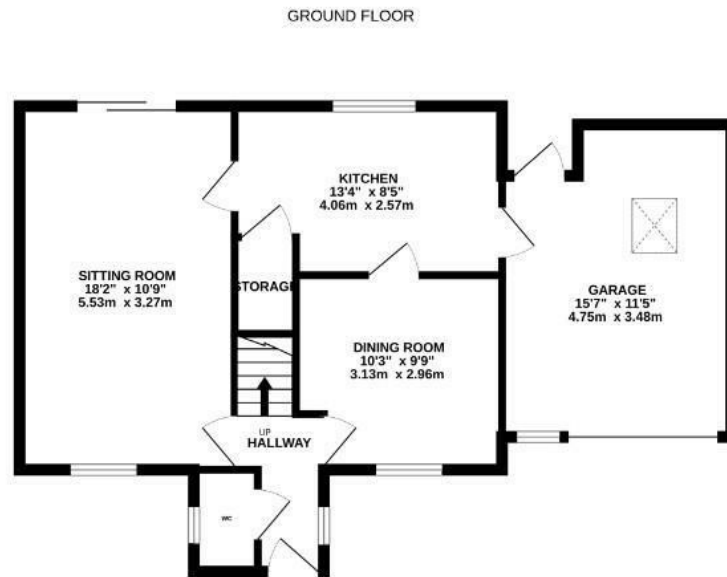 GROUND FLOOR
KITCHEN
13'4" x 8'5"
4.06m x 2.57m
SITTING ROOM
18'2" x 10'9"
5.53m x 3.27m
STORAGE
GARAGE
15'7" x 11'5"
4.75m x 3.48m
DINING ROOM
10'3" x 9'9"
3.13m x 2.96m
UP
HALLWAY
WC